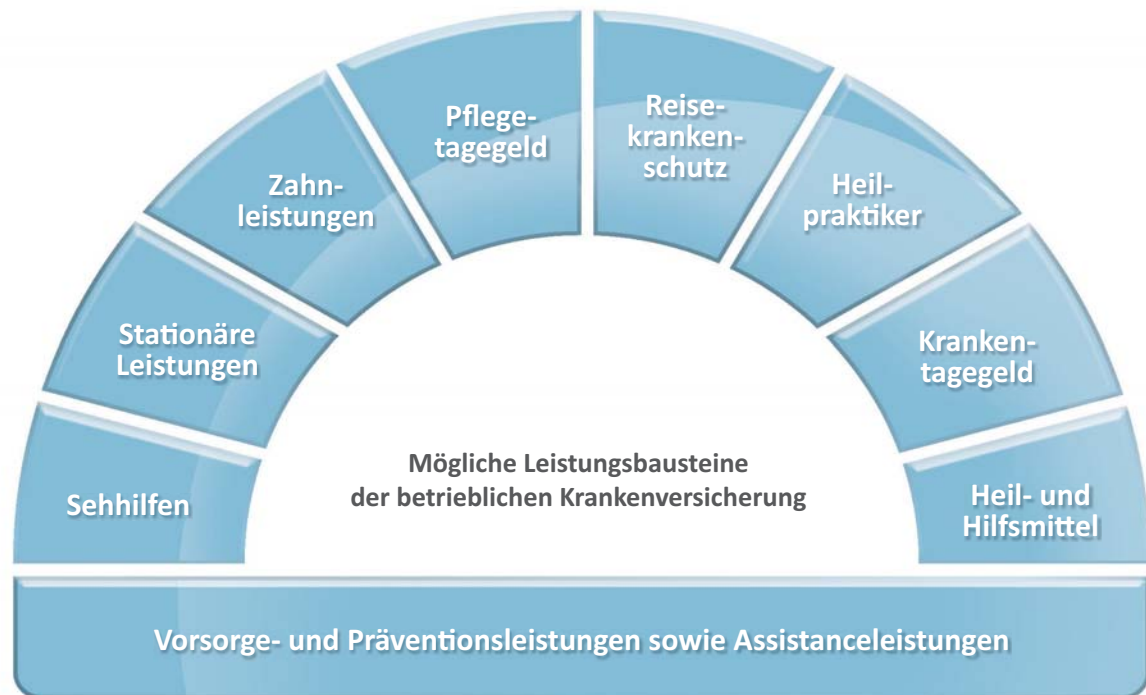 Sehhilfen
Stationäre
Leistungen
Zahn-
leistungen
Pflege-
tagegeld
Reise-
kranken-
schutz
Heil-
praktiker
Kranken-
tagegeld
Heil- und
Hilfsmittel
Mögliche Leistungsbausteine
der betrieblichen Krankenversicherung
Vorsorge- und Präventionsleistungen sowie Assistanceleistungen